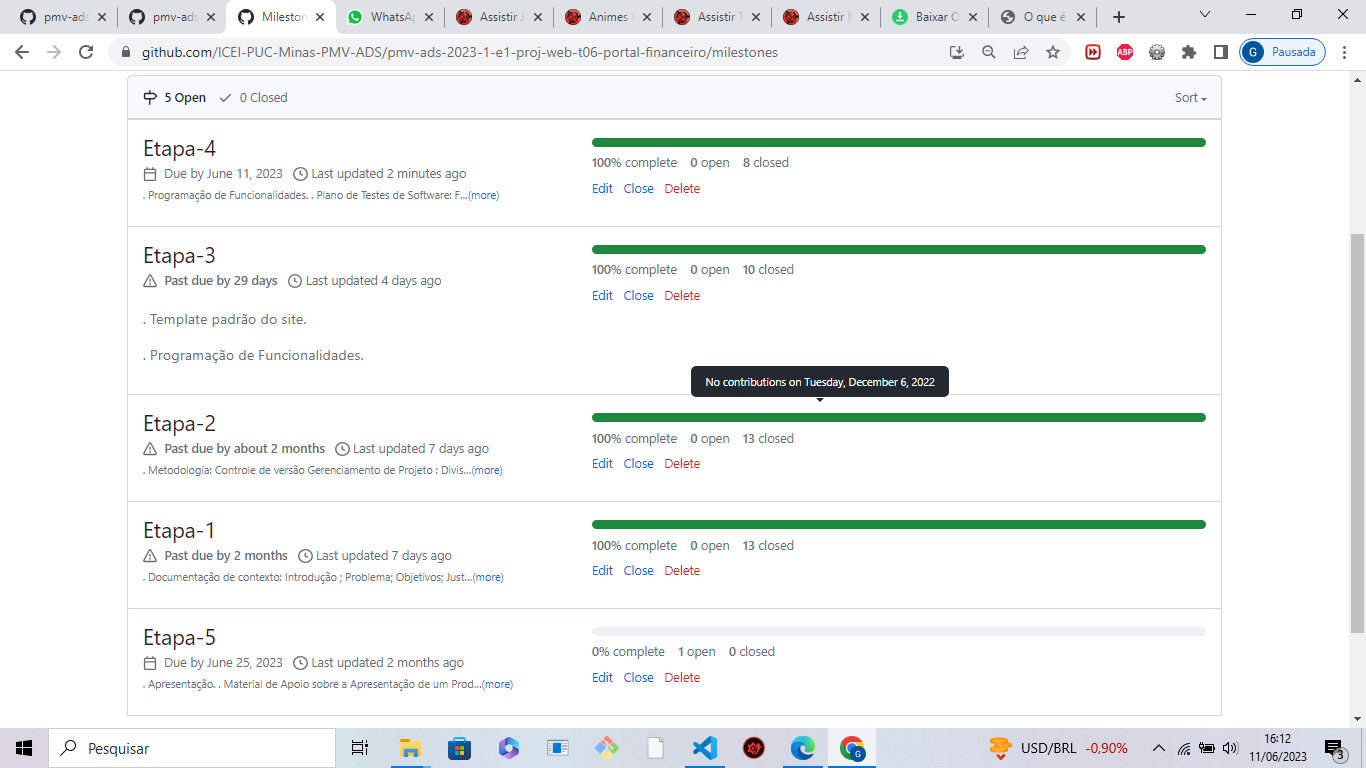 pmv-ads
pmv-ads
Mileston
WhatsAp
Assistir J
Animes
Assistir T
Assistir
Baixar O
O que é
github.com/ICEI-PUC-Minas-PMV-ADS/pmv-ads-2023-1-e1-proj-web-t06-portal-financeiro/milestones
ABP
G Pausada
5 Open 0 Closed Sort
Etapa-4
100% complete 0 open 8 closed
Due by June 11, 2023 Last updated 2 minutes ago
Edit Close Delete
. Programação de Funcionalidades. . Plano de Testes de Software: F...(more)
Etapa-3
100% complete 0 open 10 closed
Past due by 29 days Last updated 4 days ago
Edit Close Delete
. Template padrão do site.
. Programação de Funcionalidades.
No contributions on Tuesday, December 6, 2022
Etapa-2
100% complete 0 open 13 closed
Past due by about 2 months Last updated 7 days ago
Edit Close Delete
. Metodologia: Controle de versão Gerenciamento de Projeto : Divis...(more)
Etapa-1
100% complete 0 open 13 closed
Past due by 2 months Last updated 7 days ago
Edit Close Delete
. Documentação de contexto: Introdução ; Problema; Objetivos; Just...(more)
Etapa-5
0% complete 1 open 0 closed
Due by June 25, 2023 Last updated 2 months ago
Edit Close Delete
. Apresentação. . Material de Apoio sobre a Apresentação de um Prod...(more)
Pesquisar
G
USD/BRL -0,90%
16:12
11/06/2023
3